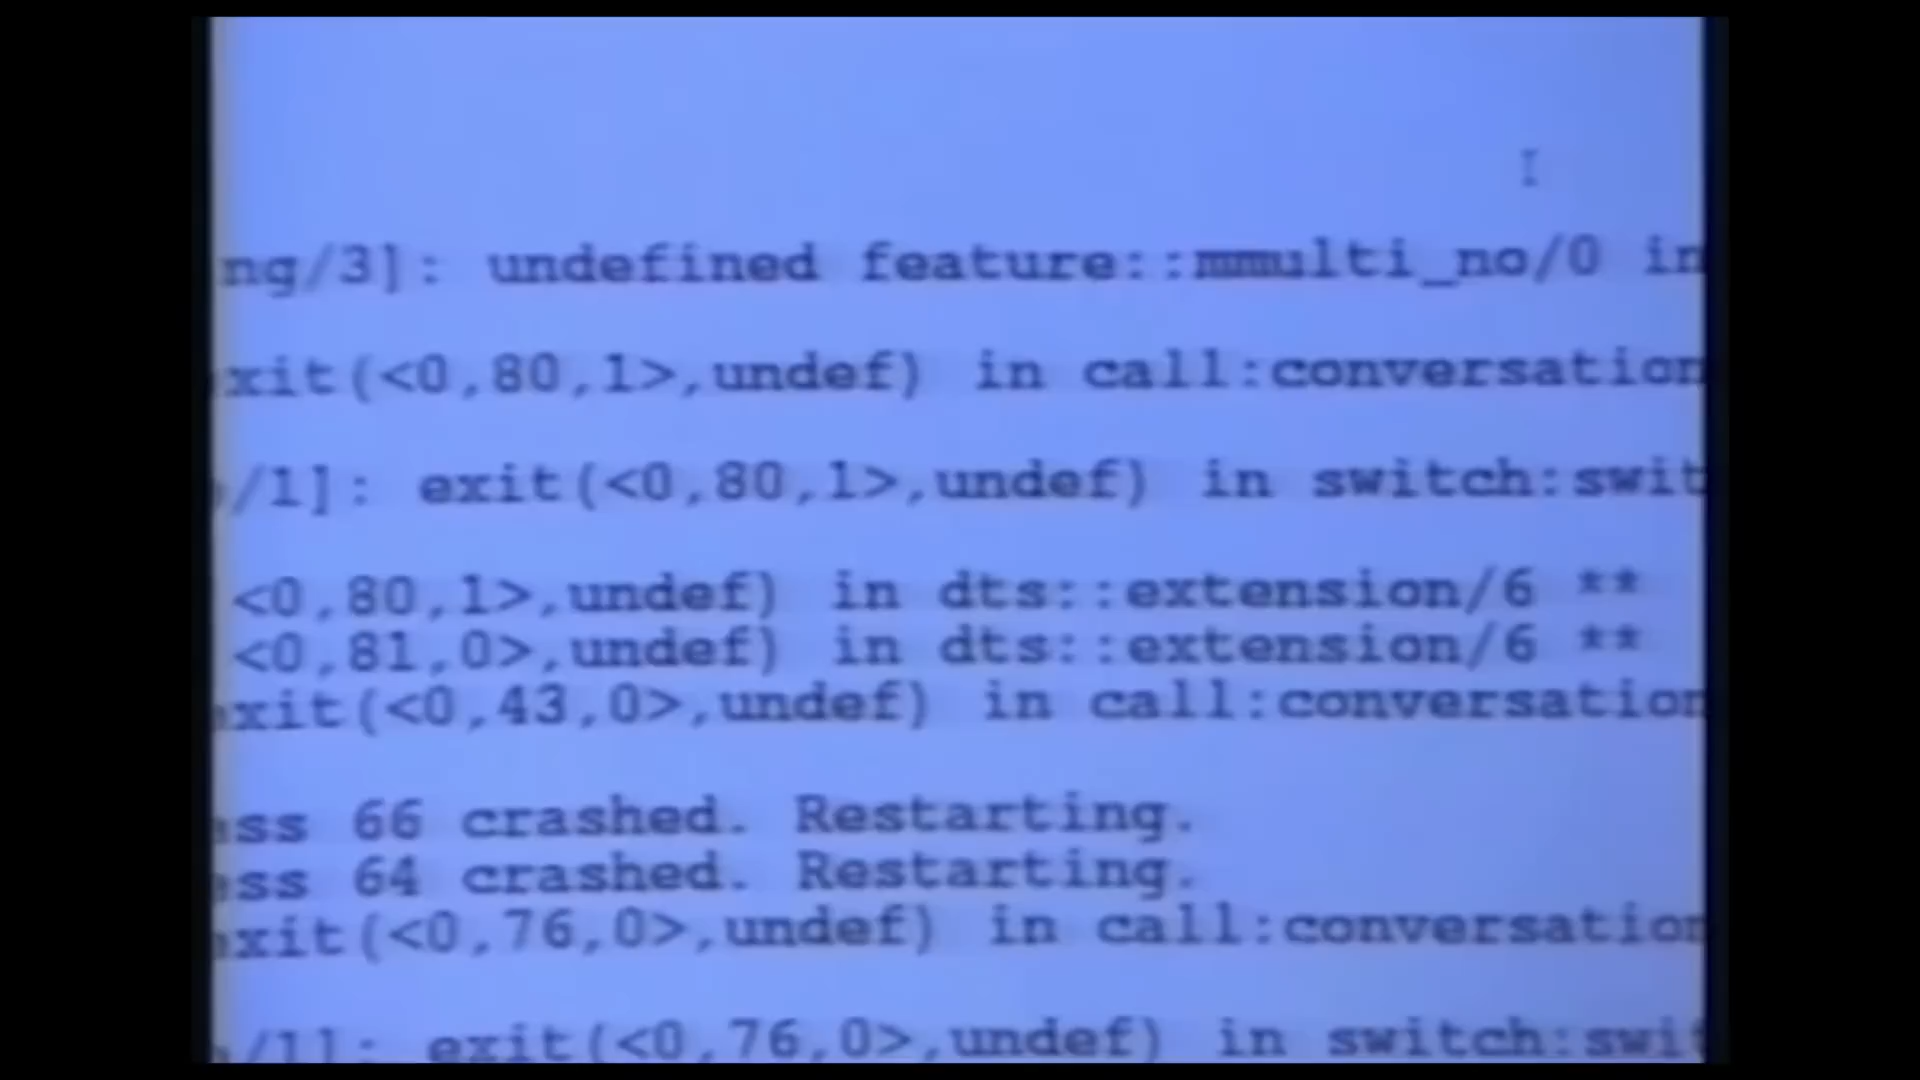 ng/3]: undefined feature::mmulti_no/0 in
xit(<0,80,1>,undef) in call:conversation
/1]: exit(<0,80,1>,undef) in switch:swit
<0,80,1>,undef) in dts::extension/6 **
<0,81,0>,undef) in dts::extension/6 **
xit(<0,43,0>,undef) in call:conversation
ss 66 crashed. Restarting.
ss 64 crashed. Restarting.
xit(<0,76,0>,undef) in call:conversation
/1]: exit(<0,76,0>,undef) in switch:swit